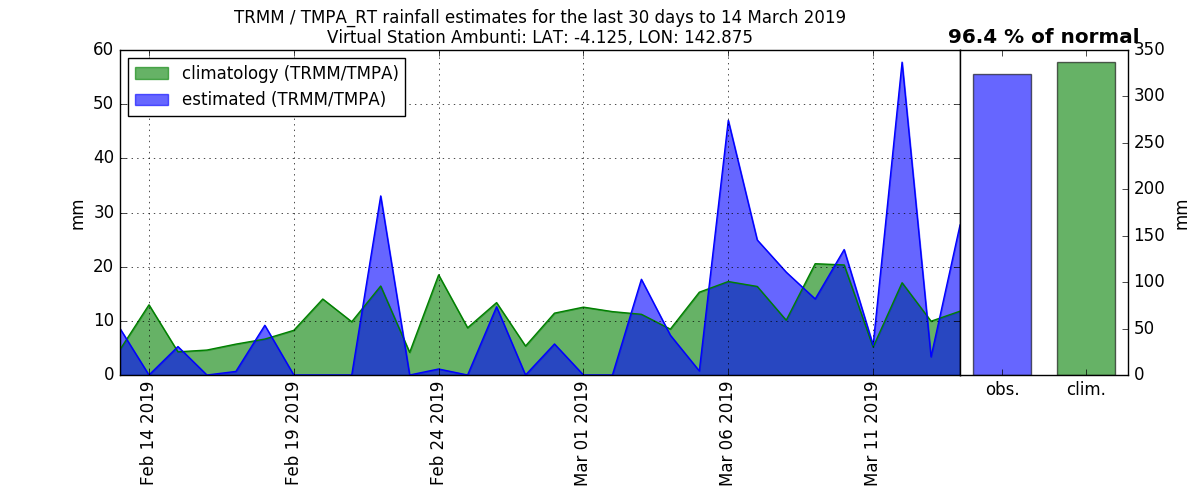 TRMM / TMPA_RT rainfall estimates for the last 30 days to 14 March 2019
Virtual Station Ambunti: LAT: -4.125, LON: 142.875
96.4 % of normal
climatology (TRMM/TMPA)
estimated (TRMM/TMPA)
60
50
40
30
20
10
0
mm
350
300
250
200
150
100
50
0
mm
Feb 14 2019
Feb 19 2019
Feb 24 2019
Mar 01 2019
Mar 06 2019
Mar 11 2019
obs.
clim.